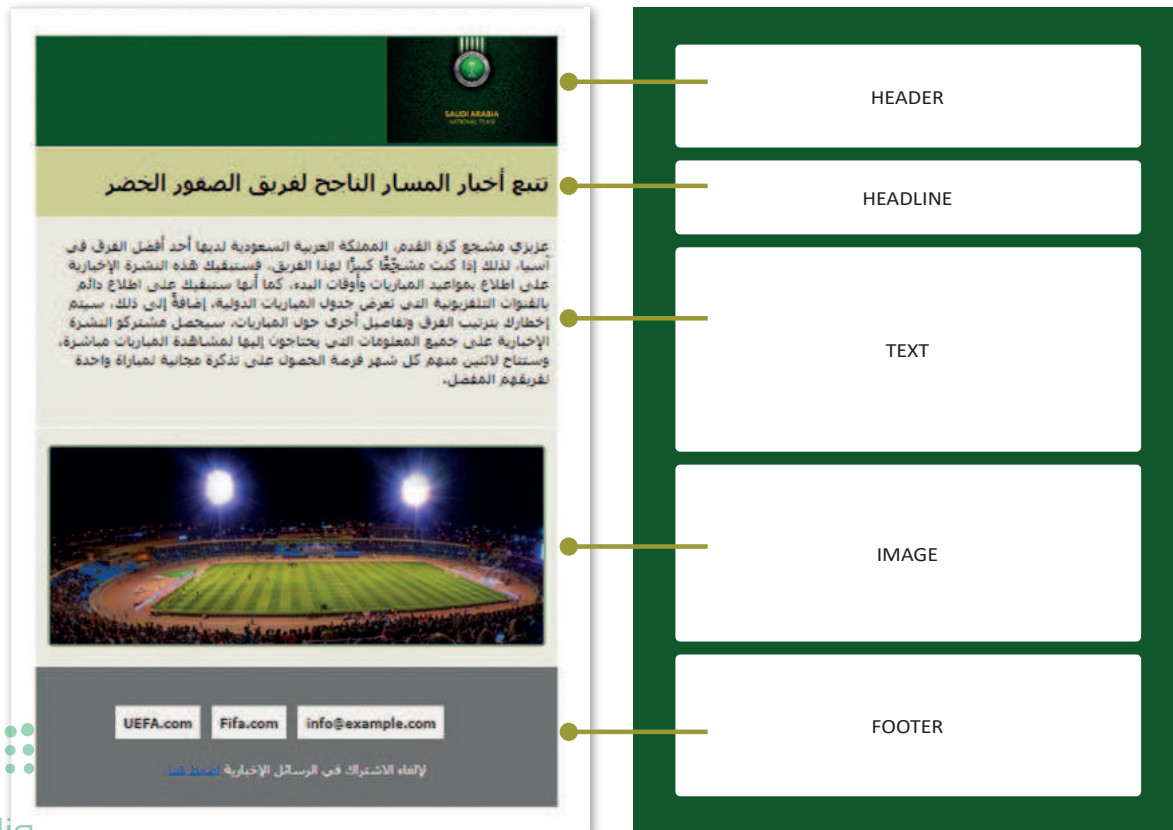 SAUDI ARABIA
NATIONAL TEAM
تتبع أخبار المسار الناجح لفريق الصقور الخضر
عزيزي مشجع كرة القدم، المملكة العربية السعودية لديها أحد أفضل الفرق في
آسيا، لذلك إذا كنت مشجّعًا كبيرًا لهذا الفريق، فستبقيك هذه النشرة الإخبارية
على اطلاع بمواعيد المباريات وأوقات البدء، كما أنها ستبقيك على اطلاع دائم
بالقنوات التلفزيونية التي تعرض جدول المباريات الدولية، إضافةً إلى ذلك، سيتم
إخطارك بترتيب الفرق وتفاصيل أخرى حول المباريات، سيحصل مشتركو النشرة
الإخبارية على جميع المعلومات التي يحتاجون إليها لمشاهدة المباريات مباشرة،
وستتاح لاثنين منهم كل شهر فرصة الحصول على تذكرة مجانية لمباراة واحدة
لفريقهم المفضل،
UEFA.com
Fifa.com
info@example.com
لإلغاء الاشتراك في الرسائل الإخبارية اضغط هنا
HEADER
HEADLINE
TEXT
IMAGE
FOOTER